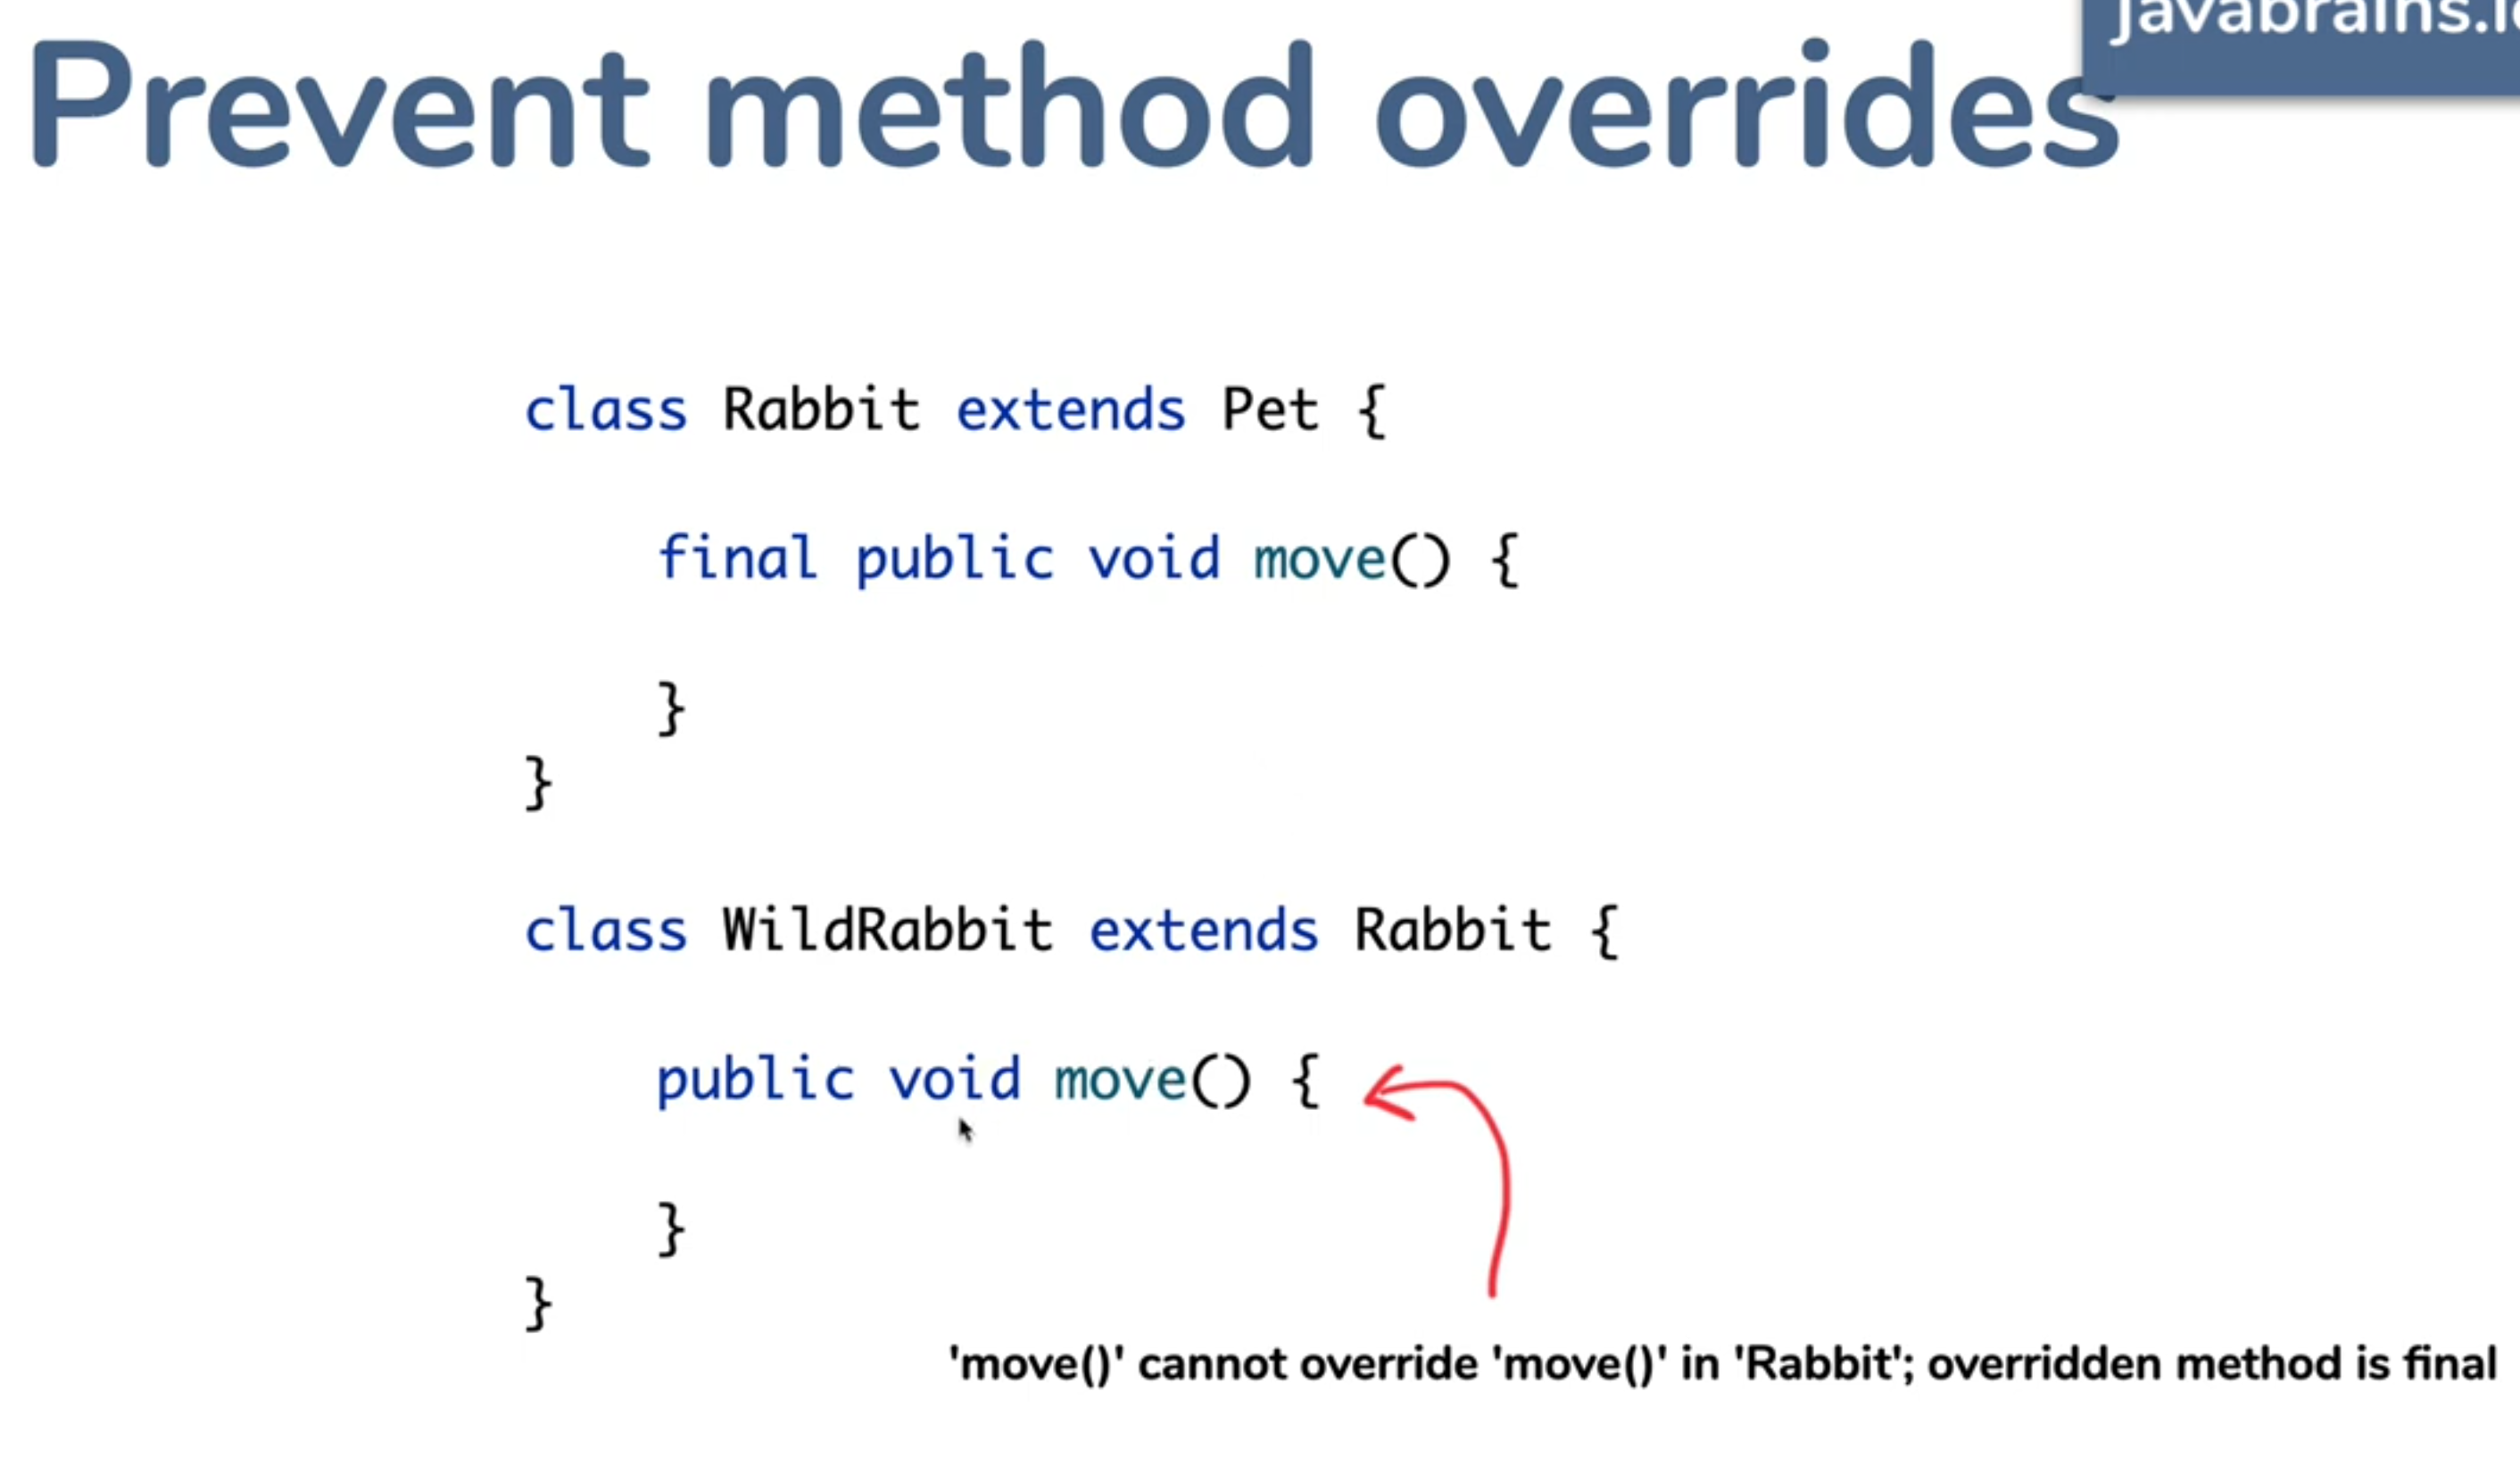 javabrains.io
Prevent method overrides
class Rabbit extends Pet {
final public void move() {
}
}
class WildRabbit extends Rabbit {
public void move() {
}
}
'move()' cannot override 'move()' in 'Rabbit'; overridden method is final